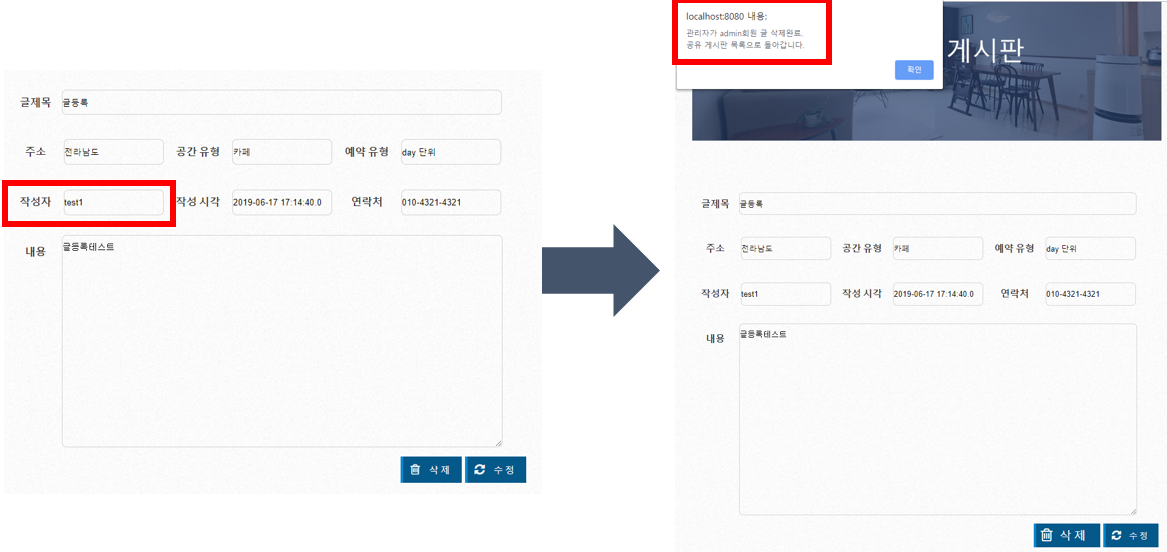 글제목 글등록
주소 전라남도 공간 유형 카페 예약 유형 day 단위
작성자 test1 작성 시각 2019-06-17 17:14:40.0 연락처 010-4321-4321
내용 글등록테스트
삭제 수정
localhost:8080 내용:
관리자가 admin회원 글 삭제완료.
공유 게시판 목록으로 돌아갑니다.
확인
게시판
글제목 글등록
주소 전라남도 공간 유형 카페 예약 유형 day 단위
작성자 test1 작성 시각 2019-06-17 17:14:40.0 연락처 010-4321-4321
내용 글등록테스트
삭제 수정